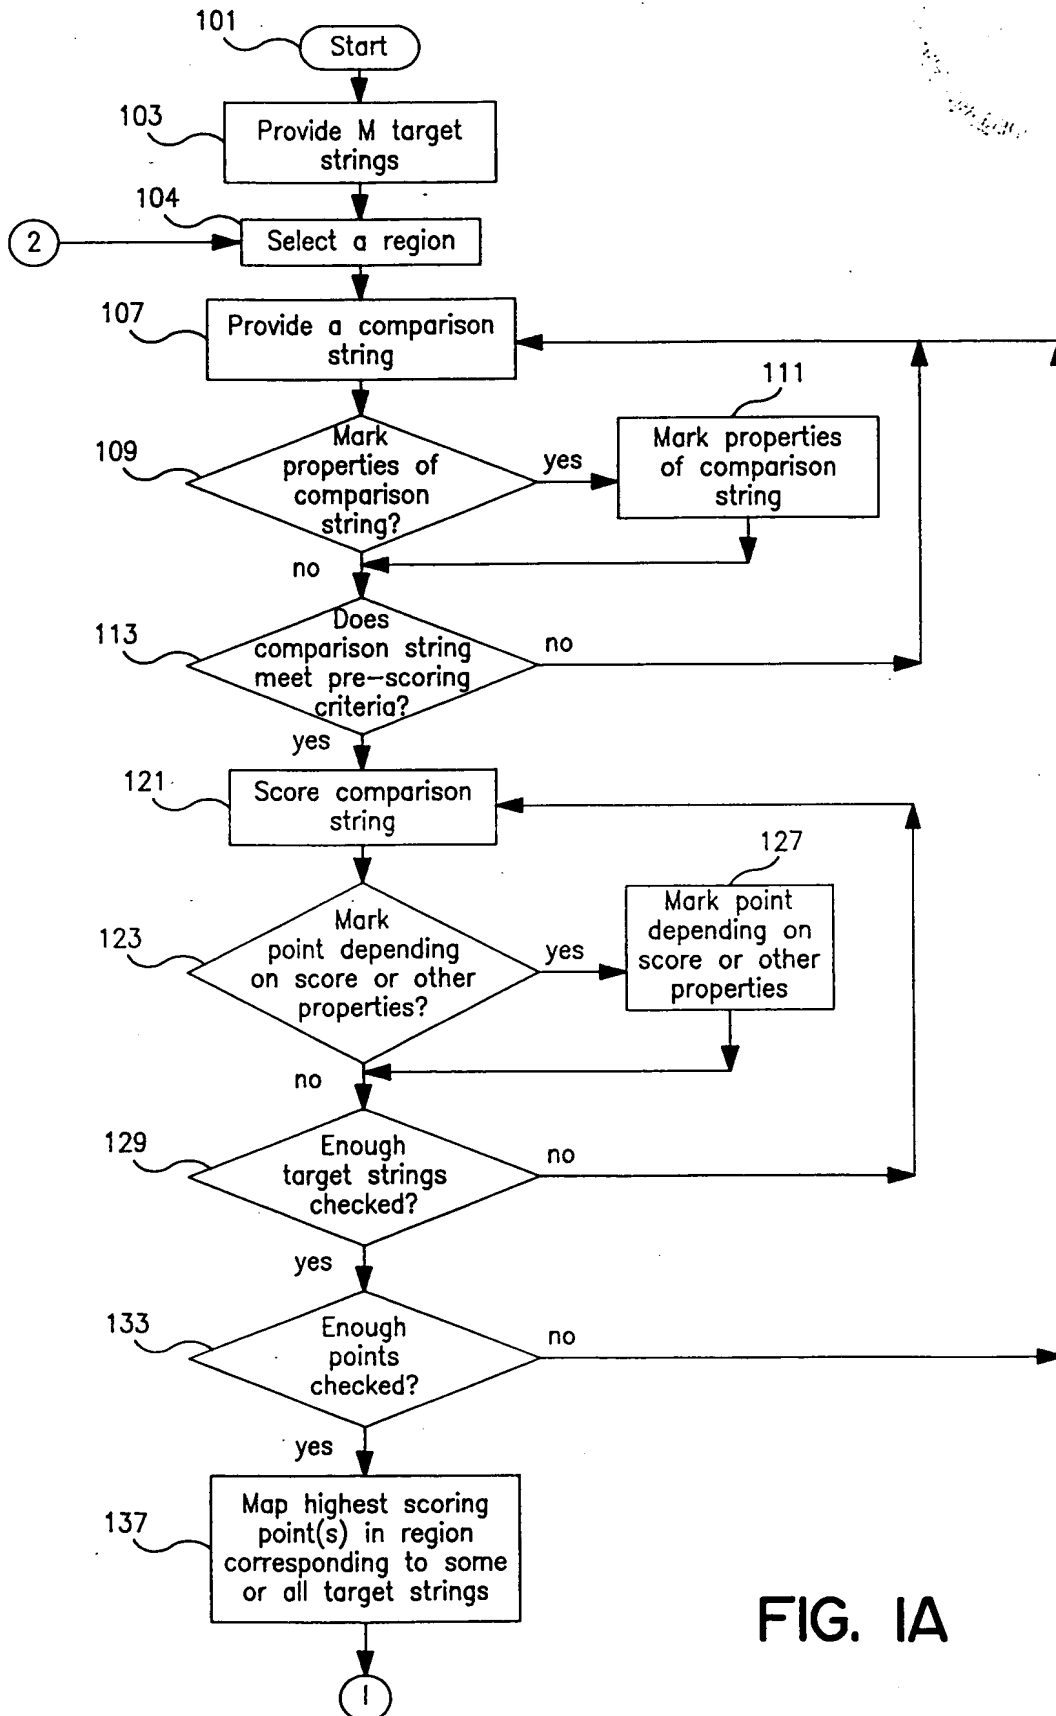 101
Start
103
Provide M target
strings
104
2
Select a region
107
Provide a comparison
string
111
109
Mark
properties of
comparison
string?
yes
Mark properties
of comparison
string
no
113
Does
comparison string
meet pre-scoring
criteria?
no
yes
121
Score comparison
string
127
123
Mark
point depending
on score or other
properties?
yes
Mark point
depending on
score or other
properties
no
129
Enough
target strings
checked?
no
yes
133
Enough
points
checked?
no
yes
137
Map highest scoring
point(s) in region
corresponding to some
or all target strings
1
FIG. 1A